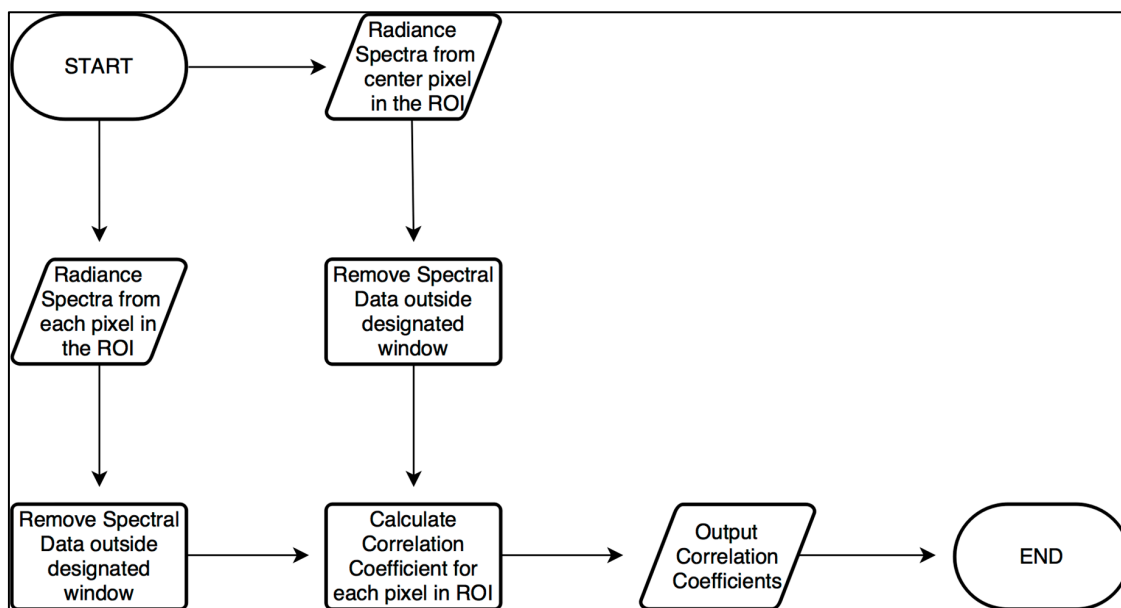 START
Radiance
Spectra from
center pixel
in the ROI
Radiance
Spectra from
each pixel in
the ROI
Remove Spectral
Data outside
designated
window
Remove Spectral
Data outside
designated
window
Calculate
Correlation
Coefficient for
each pixel in ROI
Output
Correlation
Coefficients
END